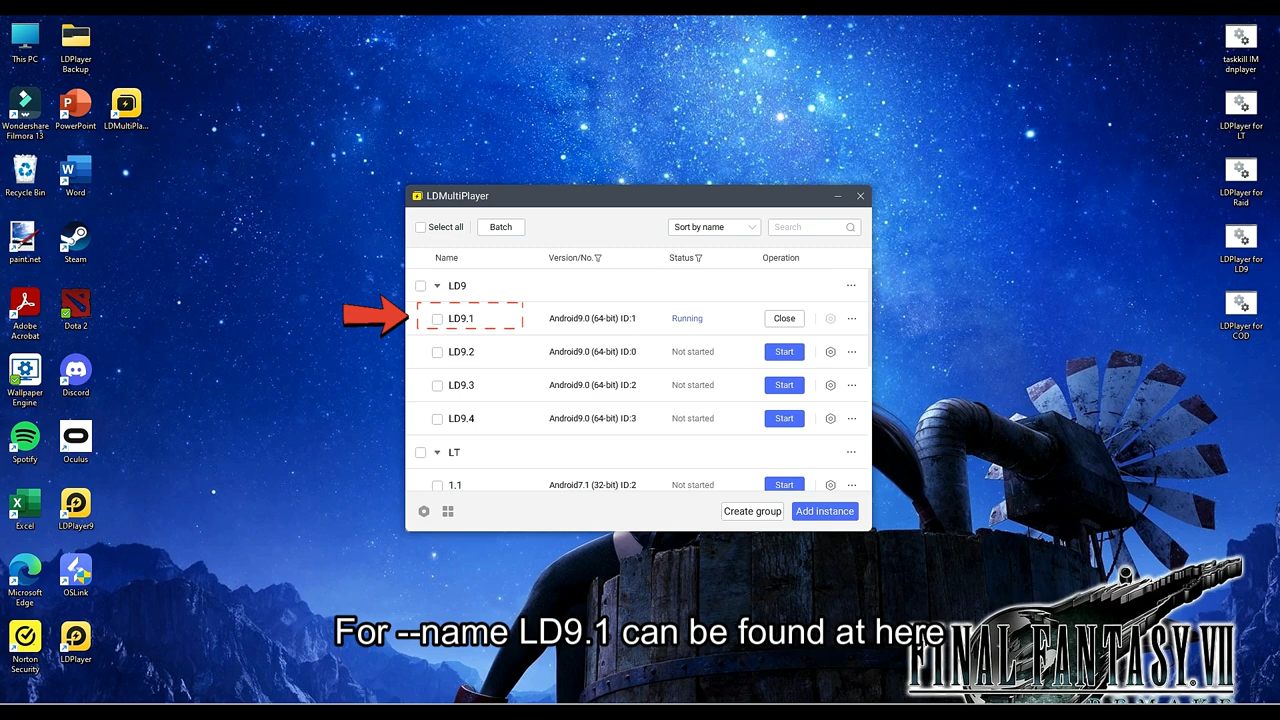 This PC
LDPlayer
Backup
Wondershare
Filmora 13
PowerPoint
LDMultiPla...
Recycle Bin
Word
paint.net
Steam
Adobe
Acrobat
Dota 2
Wallpaper
Engine
Discord
Spotify
Oculus
Excel
LDPlayer9
Microsoft
Edge
OSLink
Norton
Security
LDPlayer
LDMultiPlayer
Select all
Batch
Sort by name
Search
Name
Version/No.
Status
Operation
LD9
LD9.1
Android9.0 (64-bit) ID:1
Running
Close
LD9.2
Android9.0 (64-bit) ID:0
Not started
Start
LD9.3
Android9.0 (64-bit) ID:2
Not started
Start
LD9.4
Android9.0 (64-bit) ID:3
Not started
Start
LT
1.1
Android7.1 (32-bit) ID:2
Not started
Start
Create group
Add instance
taskkill IM
dnplayer
LDPlayer for
LT
LDPlayer for
Raid
LDPlayer for
LD9
LDPlayer for
COD
For --name LD9.1 can be found at here
FINAL FANTASY VII
REMAKE